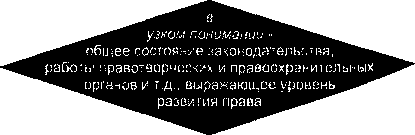 в
узком понимании -
общее состояние законодательства,
работы правотворческих и правоохранительных
органов и т.д., выражающее уровень
развития права